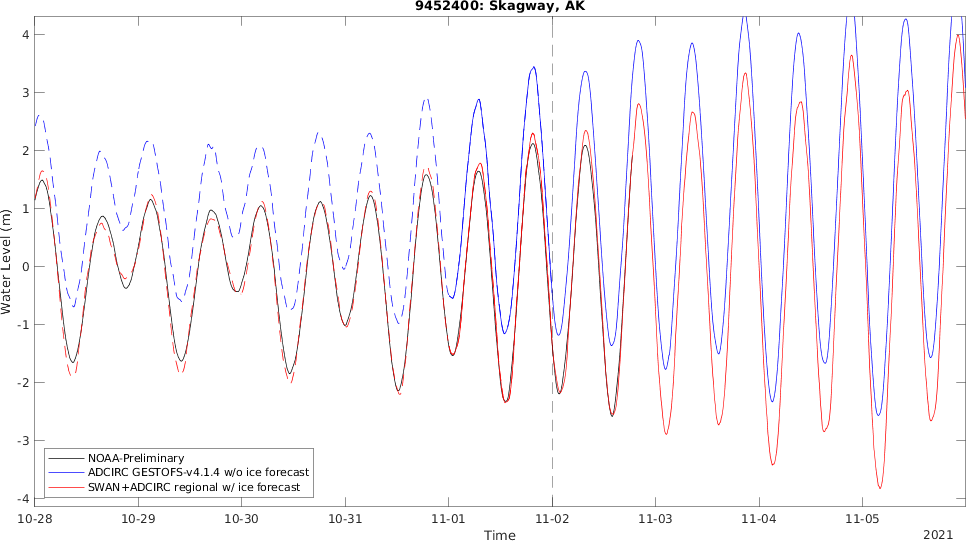 9452400: Skagway, AK
4
3
2
1
0
-1
-2
-3
-4
Water Level (m)
NOAA-Preliminary
ADCIRC GESTOFS-v4.1.4 w/o ice forecast
SWAN+ADCIRC regional w/ ice forecast
10-28 10-29 10-30 10-31 11-01 11-02 11-03 11-04 11-05
Time
2021